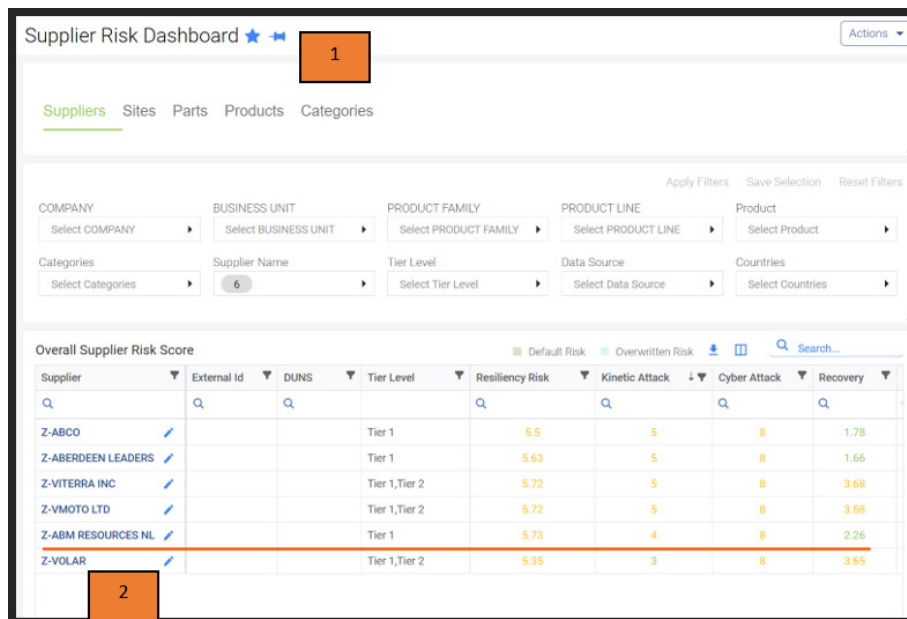 Supplier Risk Dashboard
Actions
1
Suppliers Sites Parts Products Categories
Apply Filters Save Selection Reset Filters
COMPANY BUSINESS UNIT PRODUCT FAMILY PRODUCT LINE Product
Select COMPANY Select BUSINESS UNIT Select PRODUCT FAMILY Select PRODUCT LINE Select Product
Categories Supplier Name Tier Level Data Source Countries
Select Categories 6 Select Tier Level Select Data Source Select Countries
Overall Supplier Risk Score Default Risk Overwritten Risk Search...
Supplier External Id DUNS Tier Level Resiliency Risk Kinetic Attack Cyber Attack Recovery
Z-ABCO Tier 1 5.5 5 8 1.78
Z-ABERDEEN LEADERS Tier 1 5.63 5 8 1.66
Z-VITERRA INC Tier 1,Tier 2 5.72 5 8 3.68
Z-VMOTO LTD Tier 1,Tier 2 5.72 5 8 3.58
Z-ABM RESOURCES NL Tier 1 5.73 4 8 2.26
Z-VOLAR Tier 1,Tier 2 5.35 3 8 3.65
2